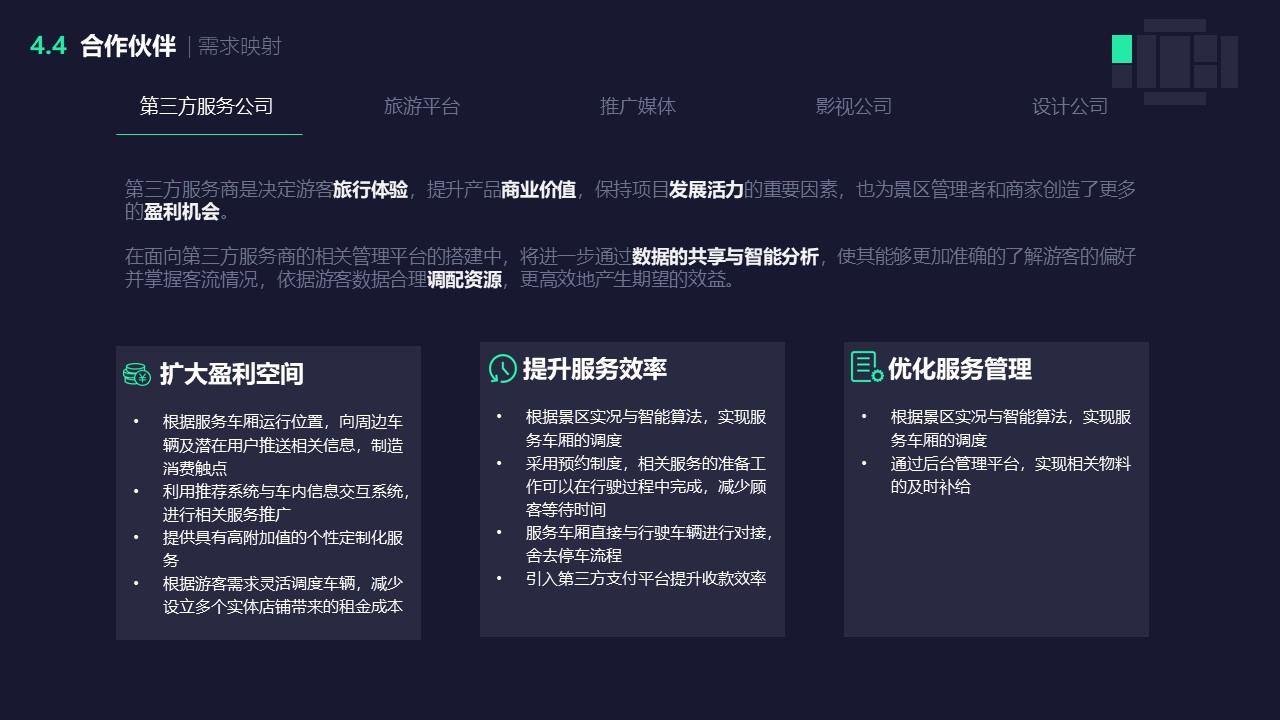 4.4 合作伙伴 | 需求映射
第三方服务公司 旅游平台 推广媒体 影视公司 设计公司
第三方服务商是决定游客旅行体验，提升产品商业价值，保持项目发展活力的重要因素，也为景区管理者和商家创造了更多
的盈利机会。
在面向第三方服务商的相关管理平台的搭建中，将进一步通过数据的共享与智能分析，使其能够更加准确的了解游客的偏好
并掌握客流情况，依据游客数据合理调配资源，更高效地产生期望的效益。
扩大盈利空间
• 根据服务车厢运行位置，向周边车
辆及潜在用户推送相关信息，制造
消费触点
• 利用推荐系统与车内信息交互系统，
进行相关服务推广
• 提供具有高附加值的个性定制化服
务
• 根据游客需求灵活调度车辆，减少
设立多个实体店铺带来的租金成本
提升服务效率
• 根据景区实况与智能算法，实现服
务车厢的调度
• 采用预约制度，相关服务的准备工
作可以在行驶过程中完成，减少顾
客等待时间
• 服务车厢直接与行驶车辆进行对接，
舍去停车流程
• 引入第三方支付平台提升收款效率
优化服务管理
• 根据景区实况与智能算法，实现服
务车厢的调度
• 通过后台管理平台，实现相关物料
的及时补给